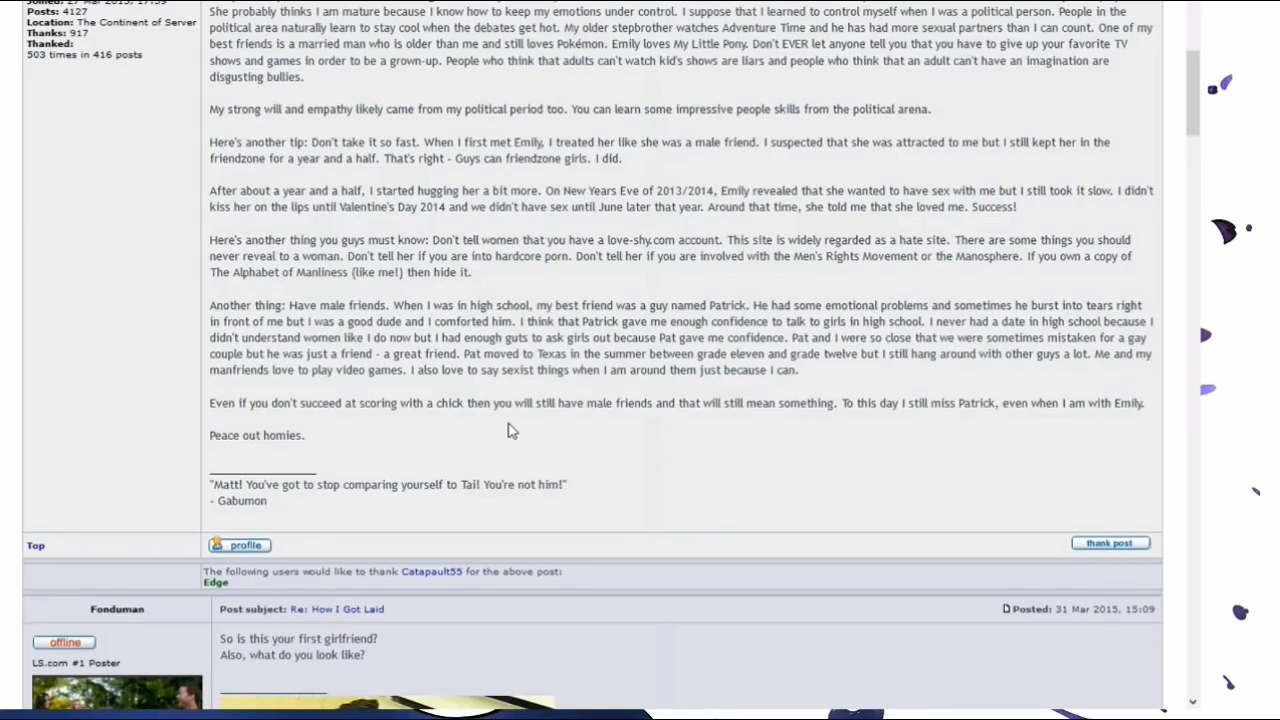 Joined: 27 Mar 2013, 17:39
Posts: 4127
Location: The Continent of Server
Thanks: 917
Thanked:
503 times in 416 posts
She probably thinks I am mature because I know how to keep my emotions under control. I suppose that I learned to control myself when I was a political person. People in the
political area naturally learn to stay cool when the debates get hot. My older stepbrother watches Adventure Time and he has had more sexual partners than I can count. One of my
best friends is a married man who is older than me and still loves Pokémon. Emily loves My Little Pony. Don't EVER let anyone tell you that you have to give up your favorite TV
shows and games in order to be a grown-up. People who think that adults can't watch kid's shows are liars and people who think that an adult can't have an imagination are
disgusting bullies.
My strong will and empathy likely came from my political period too. You can learn some impressive people skills from the political arena.
Here's another tip: Don't take it so fast. When I first met Emily, I treated her like she was a male friend. I suspected that she was attracted to me but I still kept her in the
friendzone for a year and a half. That's right - Guys can friendzone girls. I did.
After about a year and a half, I started hugging her a bit more. On New Years Eve of 2013/2014, Emily revealed that she wanted to have sex with me but I still took it slow. I didn't
kiss her on the lips until Valentine's Day 2014 and we didn't have sex until June later that year. Around that time, she told me that she loved me. Success!
Here's another thing you guys must know: Don't tell women that you have a love-shy.com account. This site is widely regarded as a hate site. There are some things you should
never reveal to a woman. Don't tell her if you are into hardcore porn. Don't tell her if you are involved with the Men's Rights Movement or the Manosphere. If you own a copy of
The Alphabet of Manliness (like me!) then hide it.
Another thing: Have male friends. When I was in high school, my best friend was a guy named Patrick. He had some emotional problems and sometimes he burst into tears right
in front of me but I was a good dude and I comforted him. I think that Patrick gave me enough confidence to talk to girls in high school. I never had a date in high school because I
didn't understand women like I do now but I had enough guts to ask girls out because Pat gave me confidence. Pat and I were so close that we were sometimes mistaken for a gay
couple but he was just a friend - a great friend. Pat moved to Texas in the summer between grade eleven and grade twelve but I still hang around with other guys a lot. Me and my
manfriends love to play video games. I also love to say sexist things when I am around them just because I can.
Even if you don't succeed at scoring with a chick then you will still have male friends and that will still mean something. To this day I still miss Patrick, even when I am with Emily.
Peace out homies.
"Matt! You've got to stop comparing yourself to Tai! You're not him!"
- Gabumon
Top
profile
thank post
The following users would like to thank Catapault55 for the above post:
Edge
Fonduman
Post subject: Re: How I Got Laid
Posted: 31 Mar 2015, 15:09
offline
LS.com #1 Poster
So is this your first girlfriend?
Also, what do you look like?